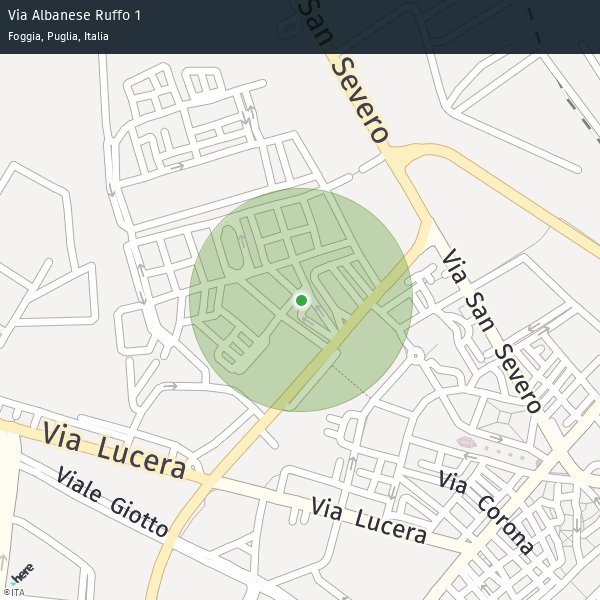 Via Albanese Ruffo 1
Foggia, Puglia, Italia
San Severo
Via San Severo
Via Lucera
Viale Giotto
Via Lucera
Via Corona
here
©ITA